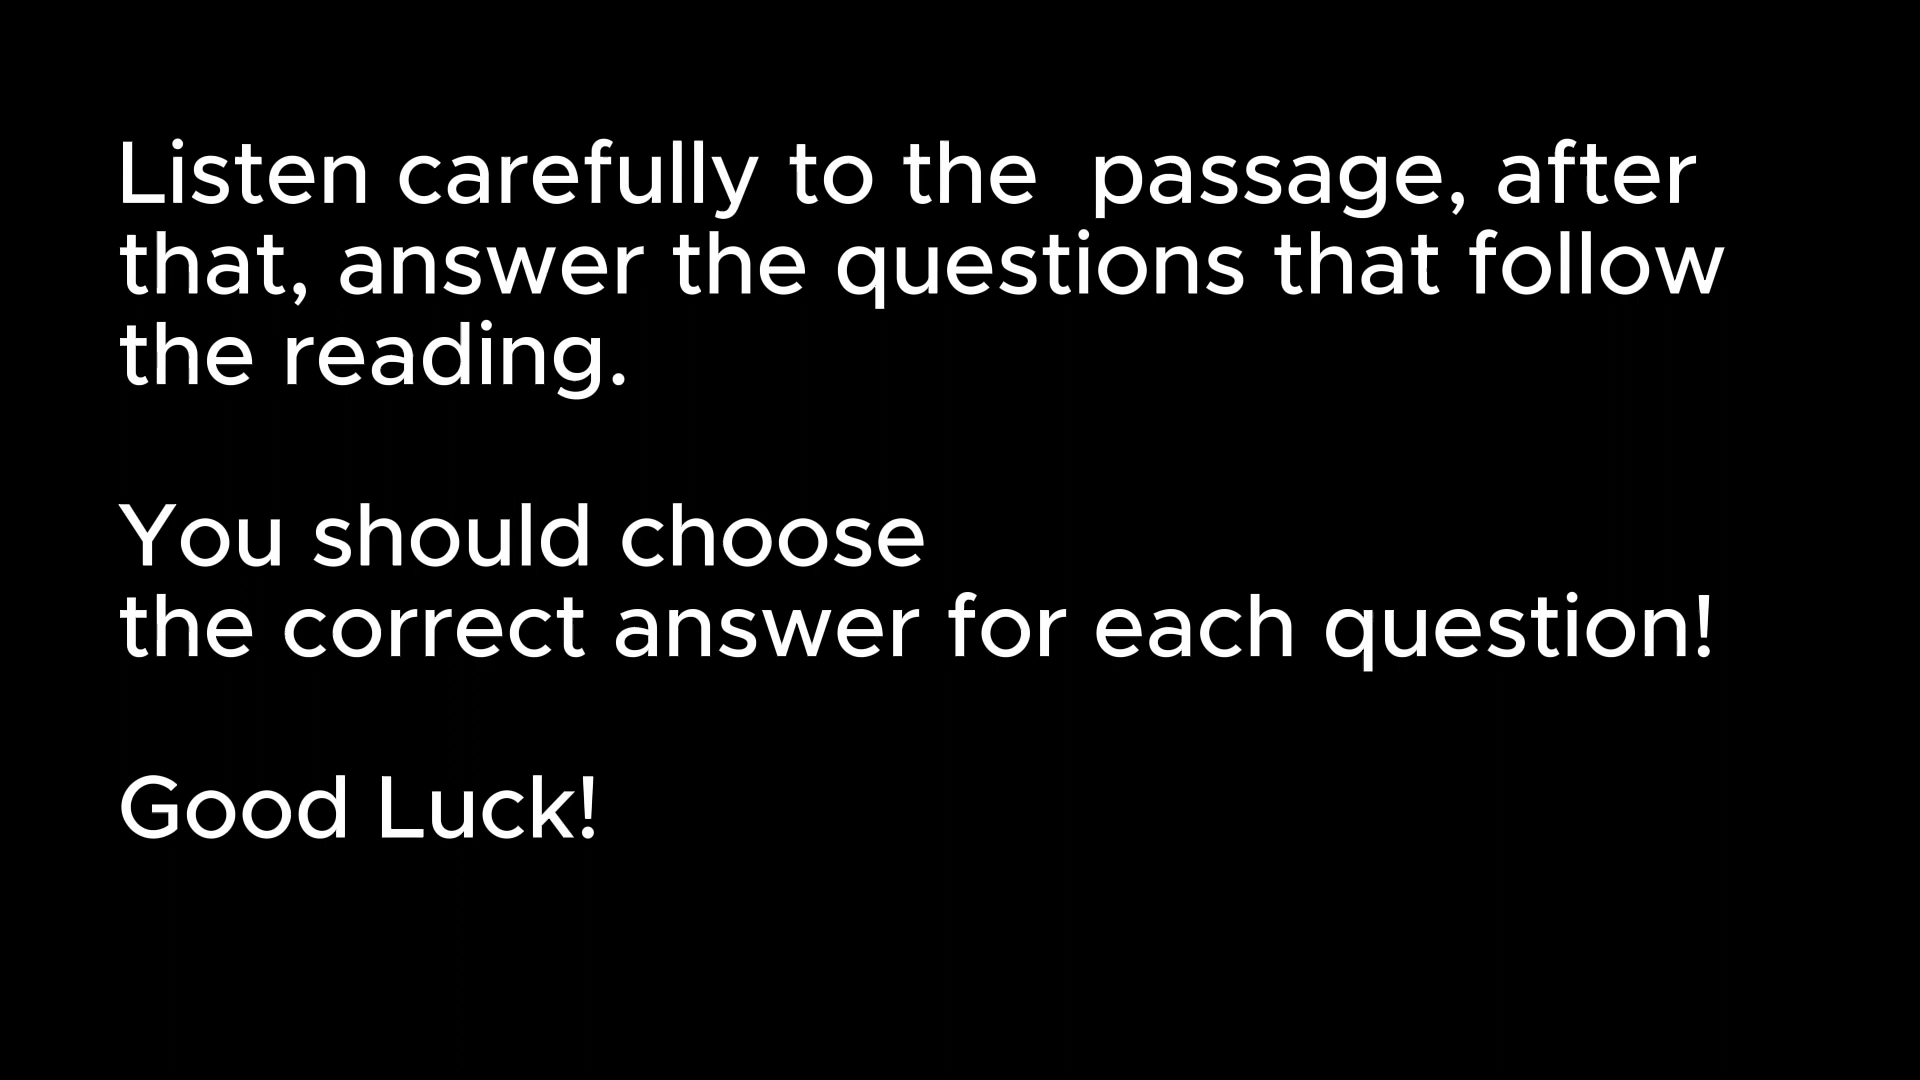 Listen carefully to the  passage, after
that, answer the questions that follow
the reading.
You should choose
the correct answer for each question!
Good Luck!